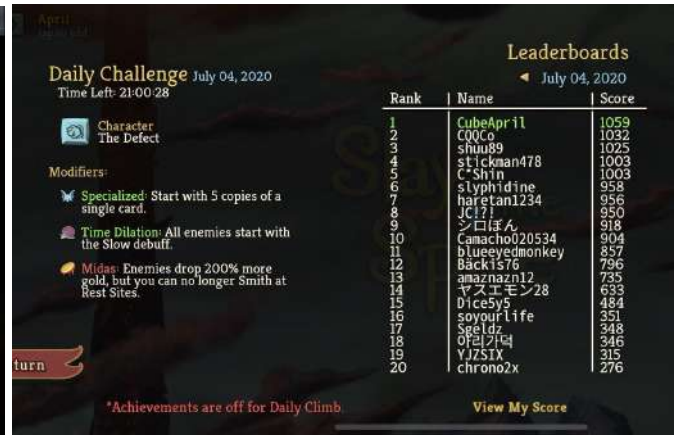 April
Daily Challenge July 04, 2020
Time Left: 21:00:28
Character
The Defect
Modifiers:
Specialized: Start with 5 copies of a
single card.
Time Dilation: All enemies start with
the Slow debuff.
Midas: Enemies drop 200% more
gold, but you can no longer Smith at
Rest Sites.
turn
*Achievements are off for Daily Climb
Leaderboards
July 04, 2020
Rank Name Score
1 CubeApril 1059
2 CQQCo 1032
3 shuu89 1025
4 stickman478 1003
5 C*Shin 1003
6 slyphidine 958
7 haretan1234 956
8 JC!?! 950
9 シロぼん 918
10 Camacho020534 904
11 blueeyedmonkey 857
12 Bäckis76 796
13 amaznazn12 735
14 ヤスエモン28 633
15 Dice5y5 484
16 soyourlife 351
17 Sgeldz 348
18 아리가덕 346
19 YJZSIX 315
20 chrono2x 276
View My Score